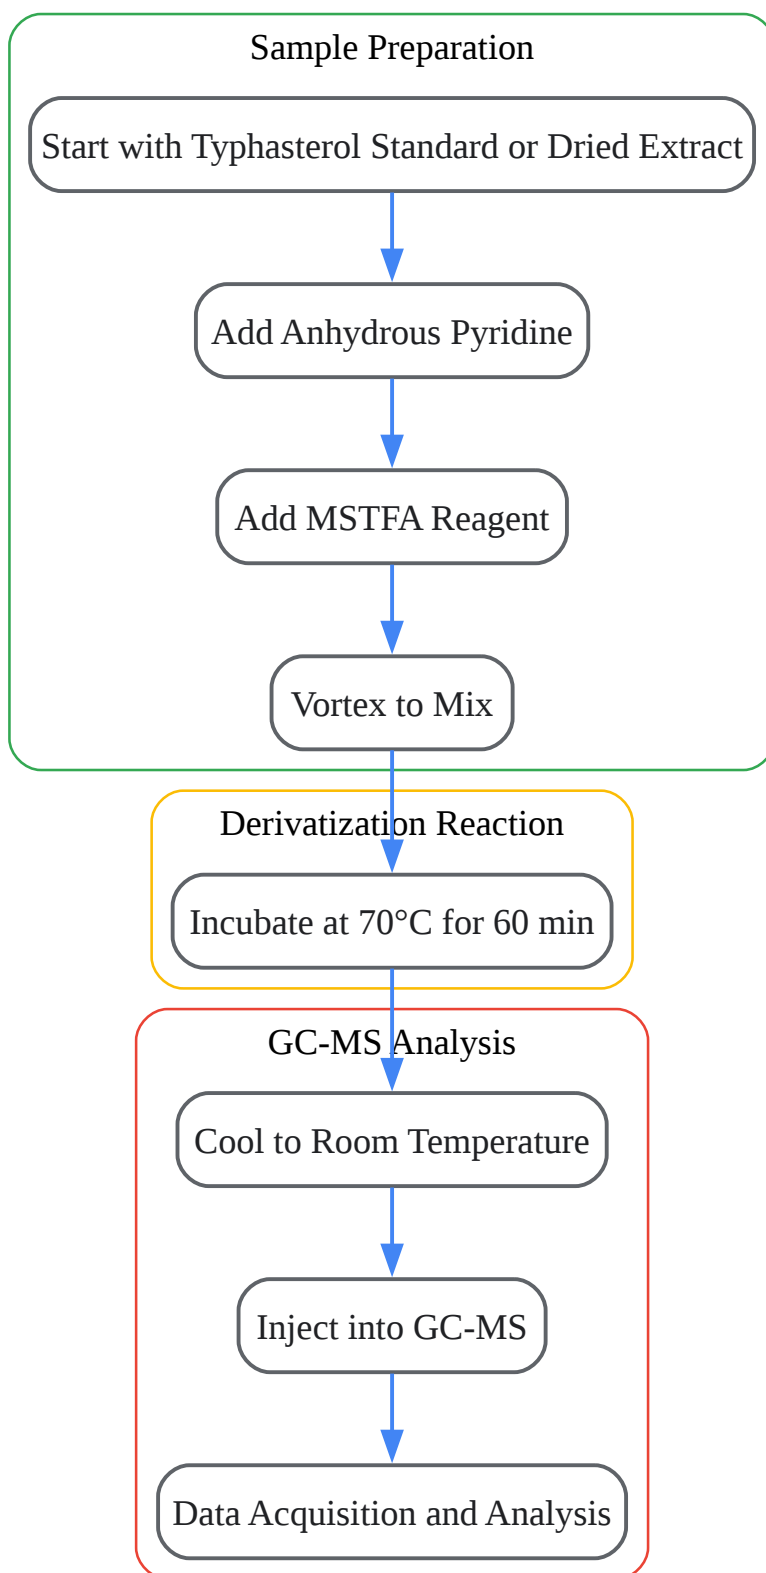 Sample Preparation
Start with Typhasterol Standard or Dried Extract
Add Anhydrous Pyridine
Add MSTFA Reagent
Vortex to Mix
Derivatization Reaction
Incubate at 70°C for 60 min
GC-MS Analysis
Cool to Room Temperature
Inject into GC-MS
Data Acquisition and Analysis